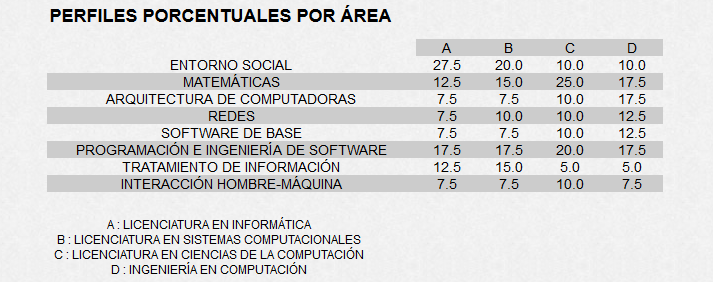 PERFILES PORCENTUALES POR ÁREA
A B C D
ENTORNO SOCIAL 27.5 20.0 10.0 10.0
MATEMÁTICAS 12.5 15.0 25.0 17.5
ARQUITECTURA DE COMPUTADORAS 7.5 7.5 10.0 17.5
REDES 7.5 10.0 10.0 12.5
SOFTWARE DE BASE 7.5 7.5 10.0 12.5
PROGRAMACIÓN E INGENIERÍA DE SOFTWARE 17.5 17.5 20.0 17.5
TRATAMIENTO DE INFORMACIÓN 12.5 15.0 5.0 5.0
INTERACCIÓN HOMBRE-MÁQUINA 7.5 7.5 10.0 7.5
A : LICENCIATURA EN INFORMÁTICA
B : LICENCIATURA EN SISTEMAS COMPUTACIONALES
C : LICENCIATURA EN CIENCIAS DE LA COMPUTACIÓN
D : INGENIERÍA EN COMPUTACIÓN